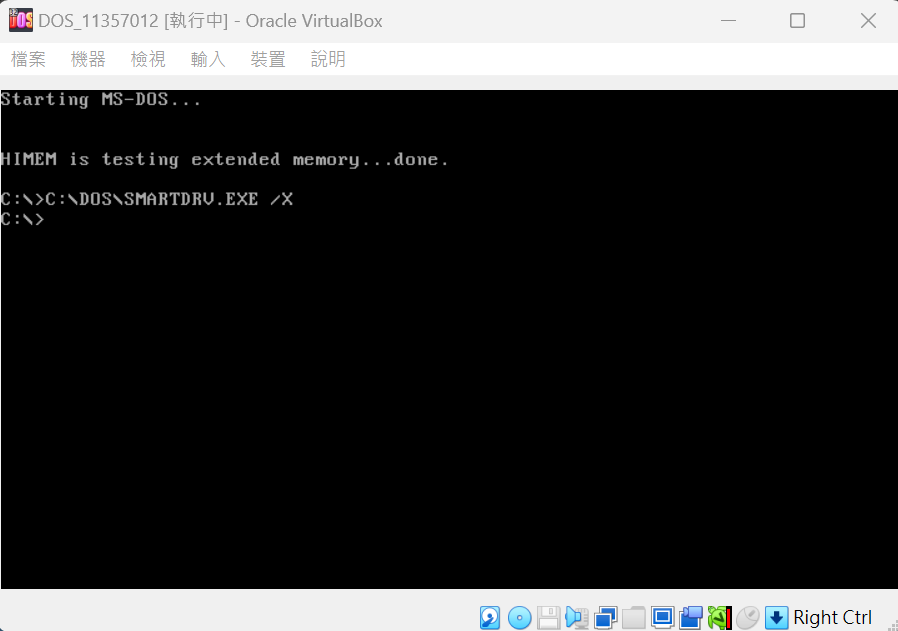 DOS_11357012 [執行中] - Oracle VirtualBox
檔案 機器 檢視 輸入 裝置 說明
Starting MS-DOS...
HIMEM is testing extended memory...done.
C:\>C:\DOS\SMARTDRV.EXE /X
C:\>
Right Ctrl